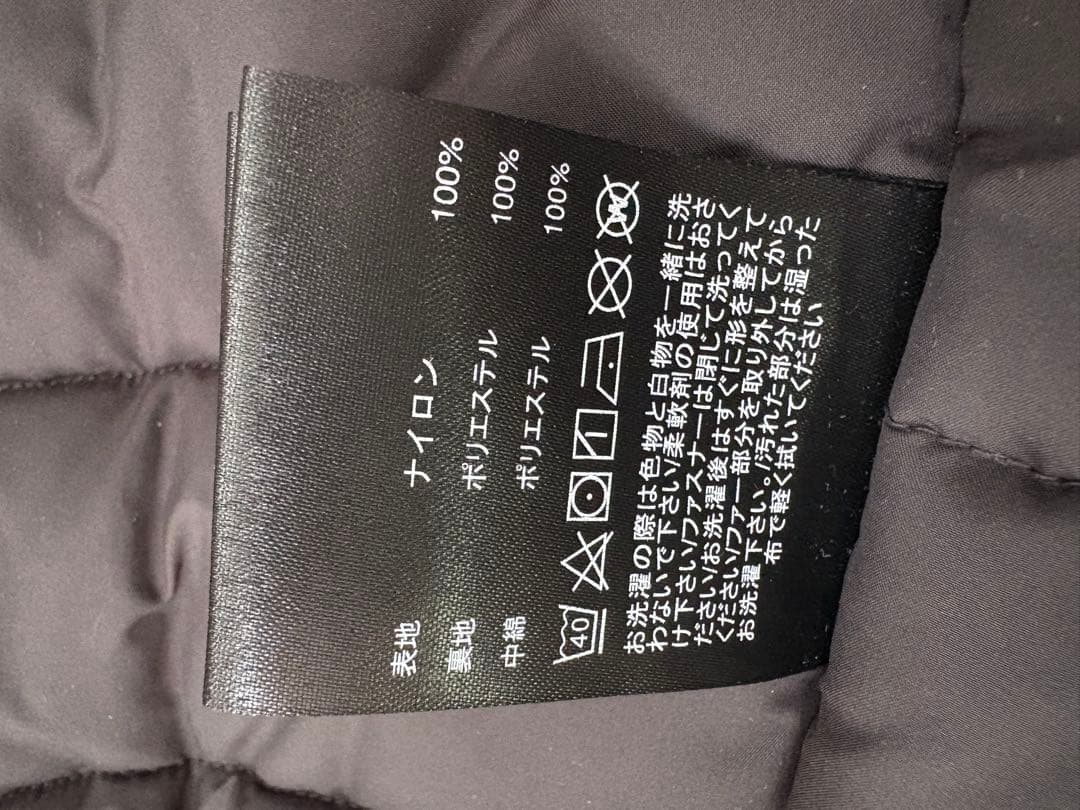 表地 ナイロン 100%
裏地 ポリエステル 100%
中綿 ポリエステル 100%
40
W
お洗濯の際は色物と白物を一緒に洗
わないで下さい/柔軟剤の使用はおさ
け下さい/ファスナーは閉じて洗ってく
ださい/お洗濯後はすぐに形を整えて
ください/ファー部分を取り外してから
お洗濯下さい。/汚れた部分は湿った
布で軽く拭いてください